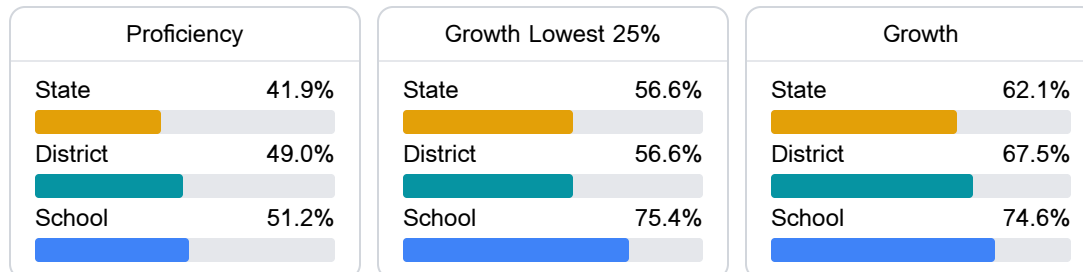 Proficiency
State 41.9%
District 49.0%
School 51.2%
Growth Lowest 25%
State 56.6%
District 56.6%
School 75.4%
Growth
State 62.1%
District 67.5%
School 74.6%